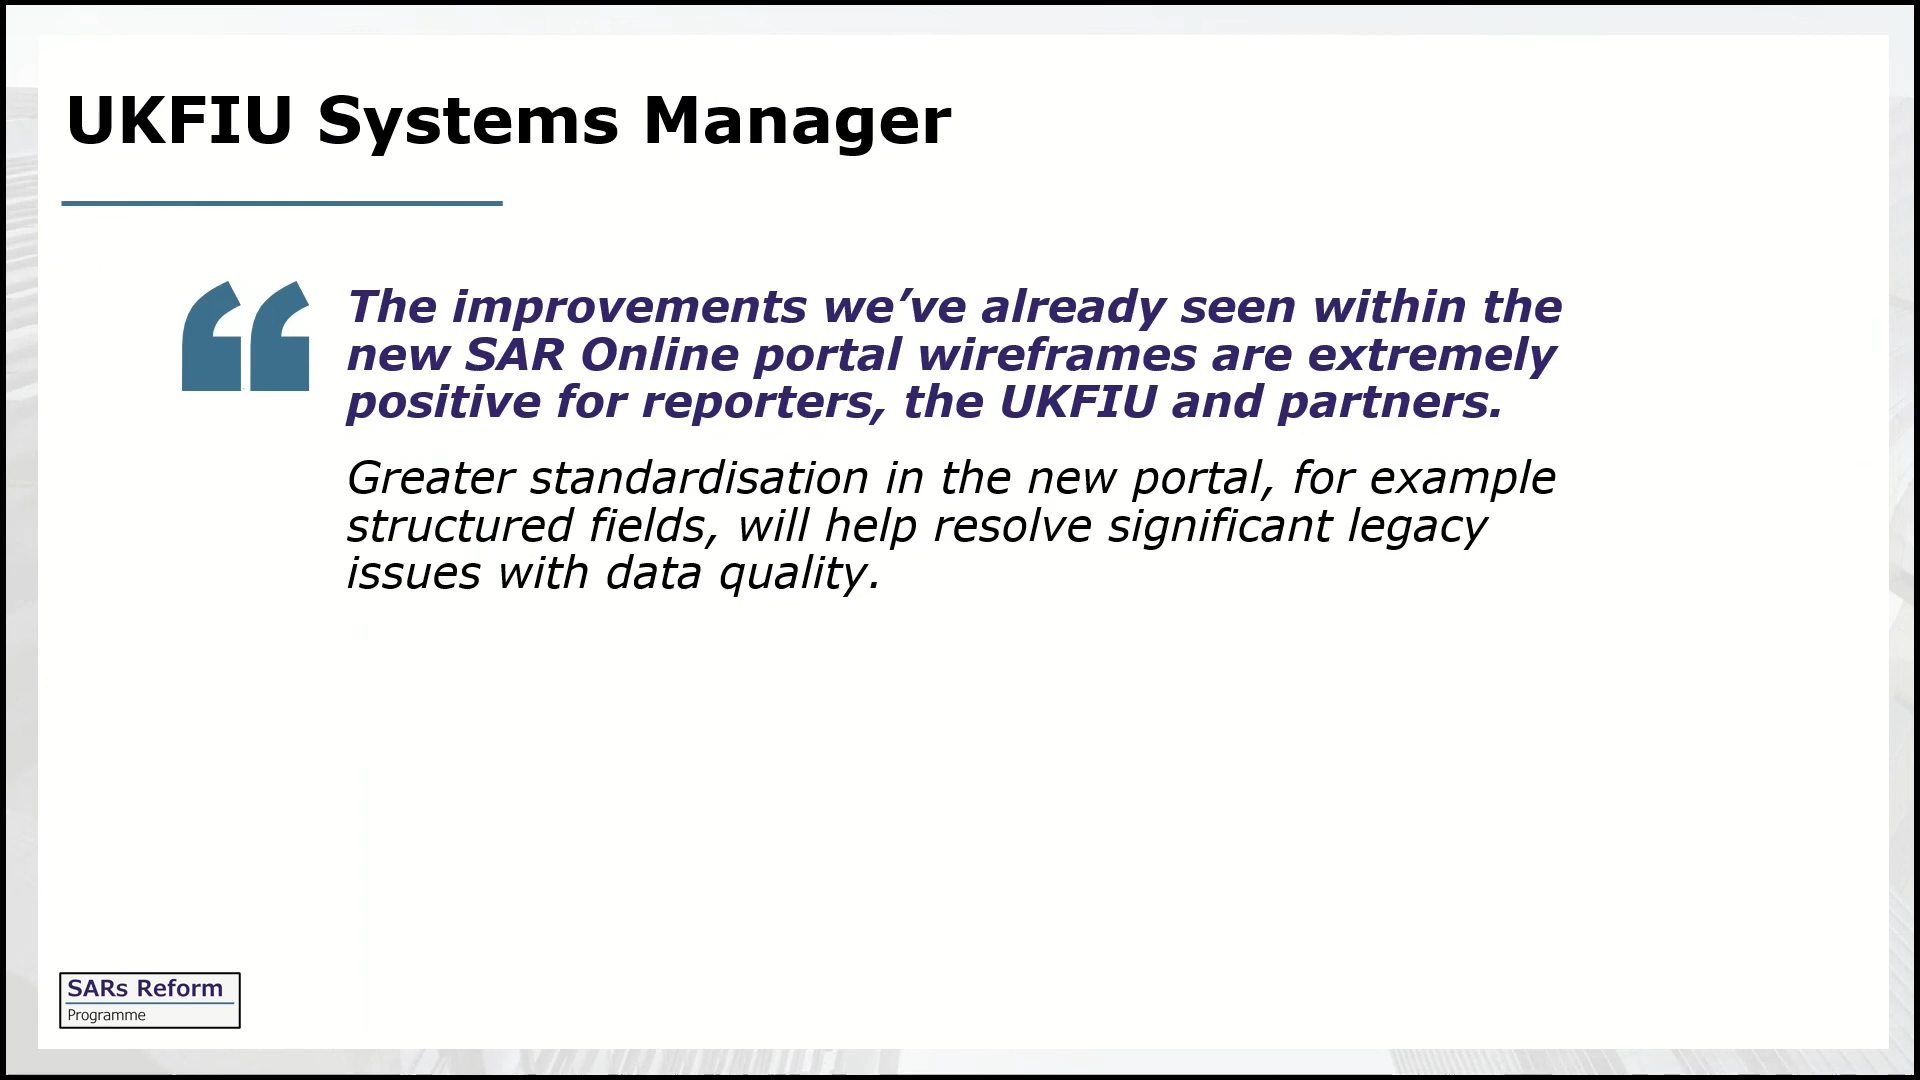 UKFIU Systems Manager
The improvements we’ve already seen within the
new SAR Online portal wireframes are extremely
positive for reporters, the UKFIU and partners.
Greater standardisation in the new portal, for example
structured fields, will help resolve significant legacy
issues with data quality.
SARs Reform
Programme